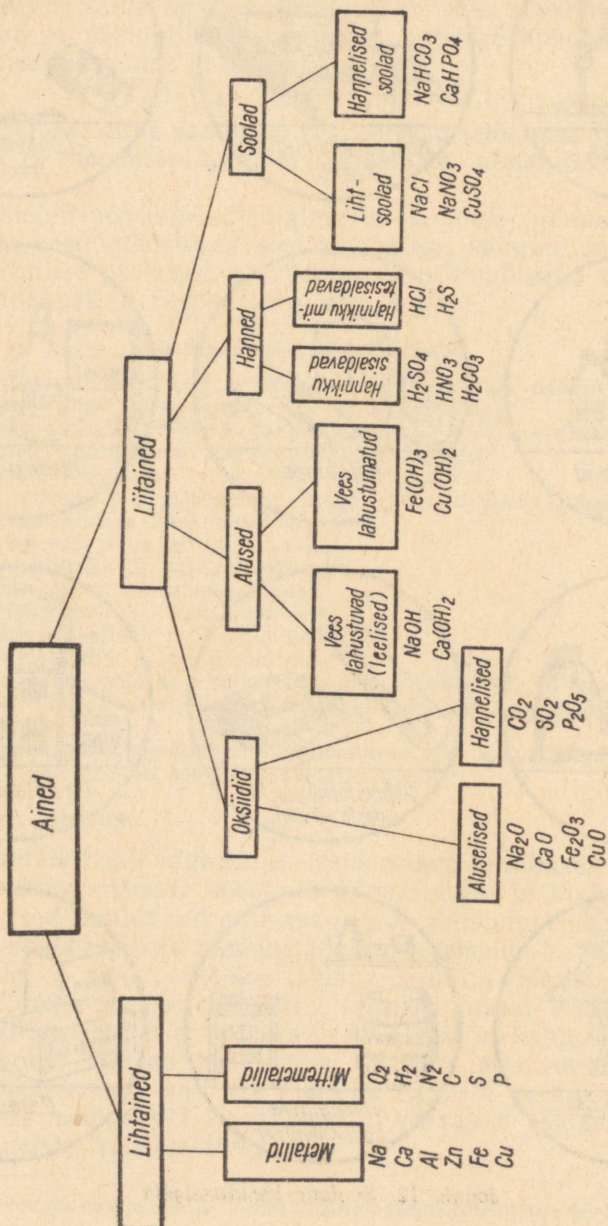 Ained
Lihtained
Liitained
Metallid
Mittemetallid
Na
Ca
Al
Zn
Fe
Cu
O₂
H₂
N₂
C
S
P
Oksiidid
Alused
Happed
Soolad
Aluselised
Na₂O
CaO
Fe₂O₃
CuO
Happelised
CO₂
SO₂
P₂O₅
Vees
lahustuvad
(leelised)
NaOH
Ca(OH)₂
Vees
lahustumatud
Fe(OH)₃
Cu(OH)₂
Hapnikku
sisaldavad
H₂SO₄
HNO₃
H₂CO₃
Hapnikku mit-
tesisaldavad
HCl
H₂S
Liht-
soolad
NaCl
NaNO₃
CuSO₄
Happelised
soolad
NaHCO₃
CaHPO₄